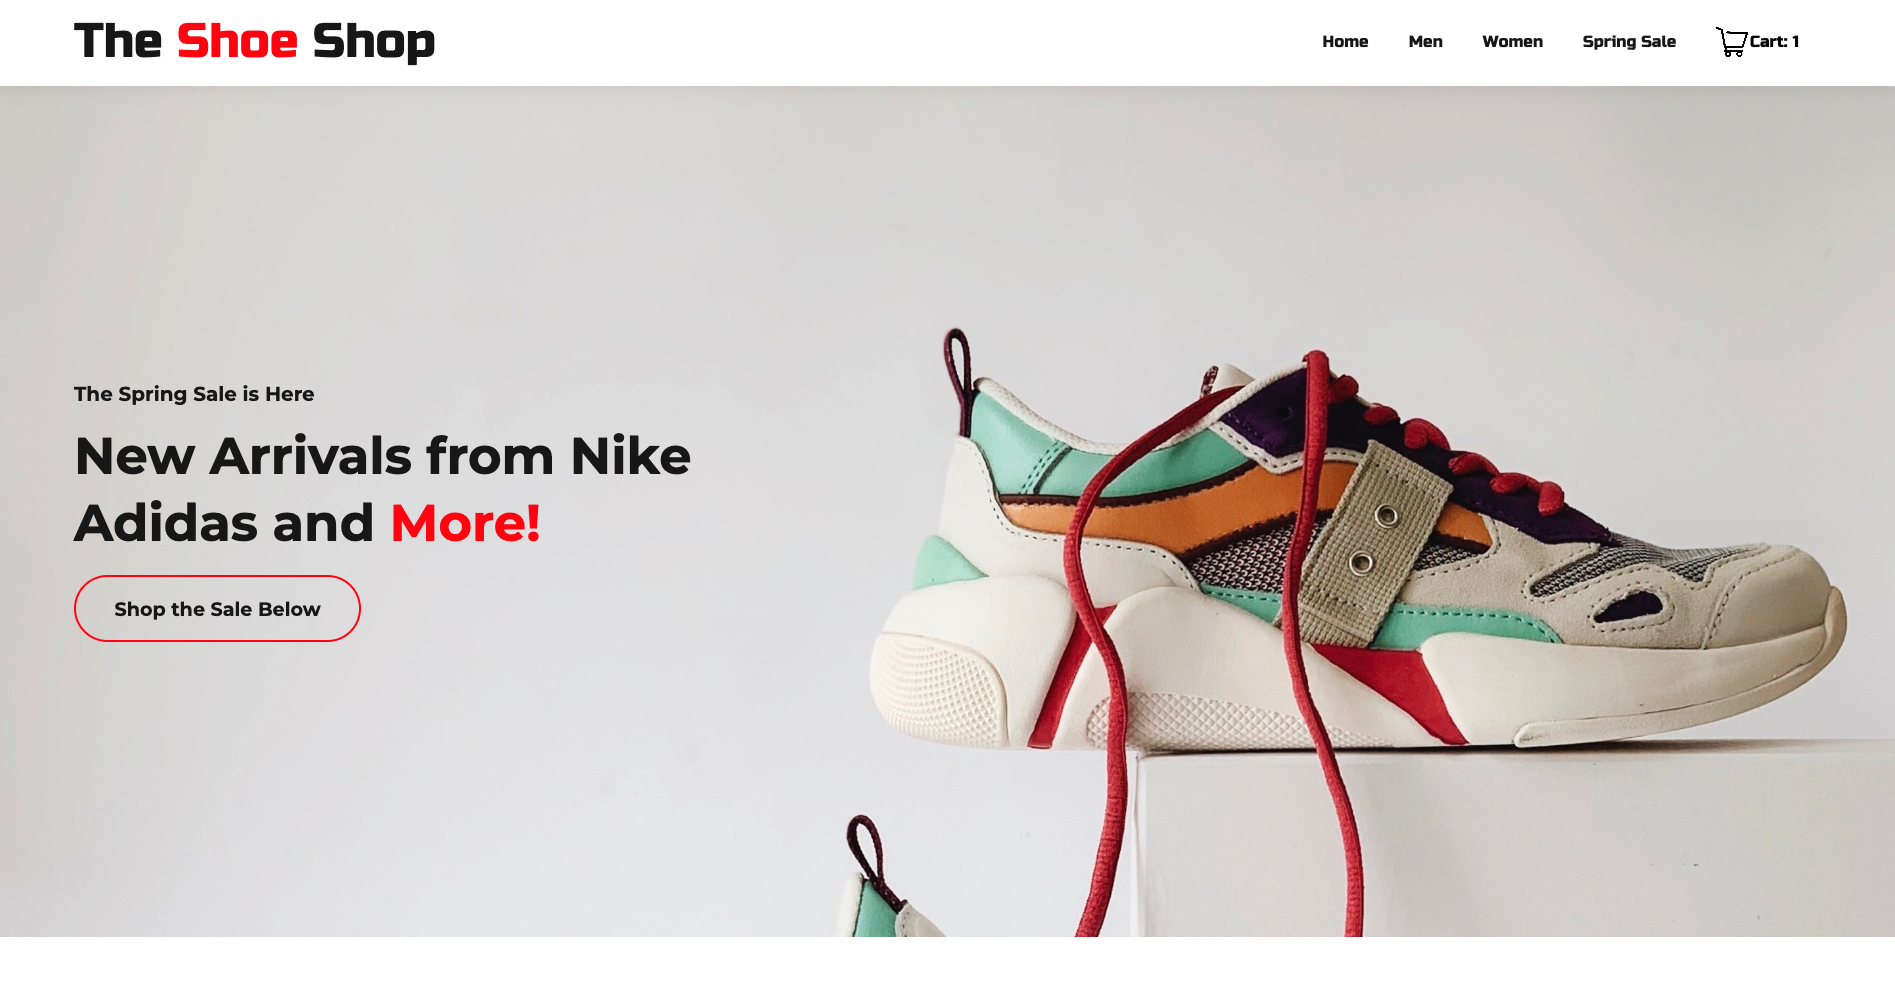 The Shoe Shop
Home
Men
Women
Spring Sale
Cart: 1
The Spring Sale is Here
New Arrivals from Nike
Adidas and More!
Shop the Sale Below